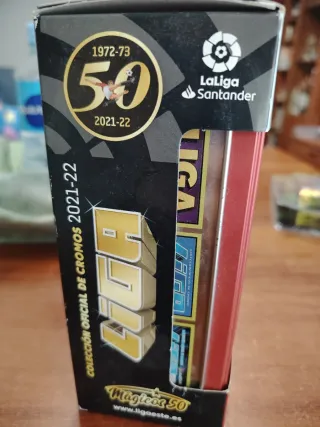 1972-73
50
2021-22
LaLiga
Santander
COLECCIÓN OFICIAL DE CROMOS 2021-22
LiGA
LIGA
Mágicos 50
www.ligaeste.es